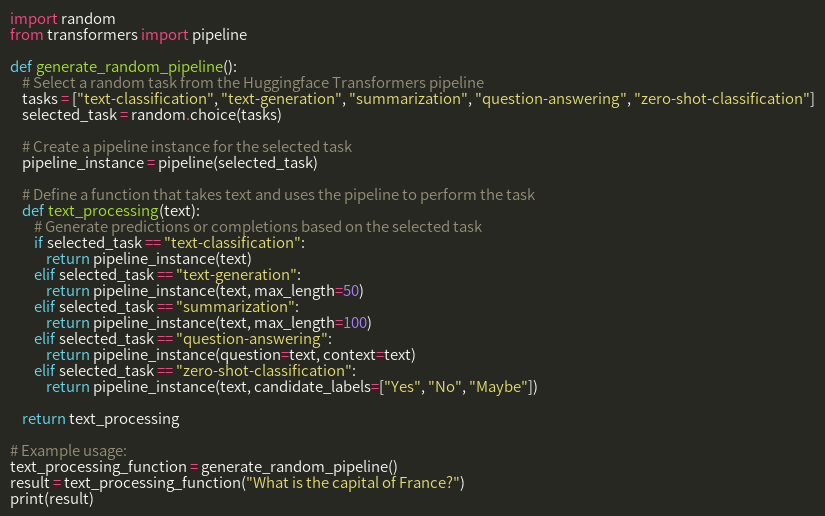 import random
from transformers import pipeline

def generate_random_pipeline():
    # Select a random task from the Huggingface Transformers pipeline
    tasks = ["text-classification", "text-generation", "summarization", "question-answering", "zero-shot-classification"]
    selected_task = random.choice(tasks)

    # Create a pipeline instance for the selected task
    pipeline_instance = pipeline(selected_task)

    # Define a function that takes text and uses the pipeline to perform the task
    def text_processing(text):
        # Generate predictions or completions based on the selected task
        if selected_task == "text-classification":
            return pipeline_instance(text)
        elif selected_task == "text-generation":
            return pipeline_instance(text, max_length=50)
        elif selected_task == "summarization":
            return pipeline_instance(text, max_length=100)
        elif selected_task == "question-answering":
            return pipeline_instance(question=text, context=text)
        elif selected_task == "zero-shot-classification":
            return pipeline_instance(text, candidate_labels=["Yes", "No", "Maybe"])

    return text_processing

# Example usage:
text_processing_function = generate_random_pipeline()
result = text_processing_function("What is the capital of France?")
print(result)